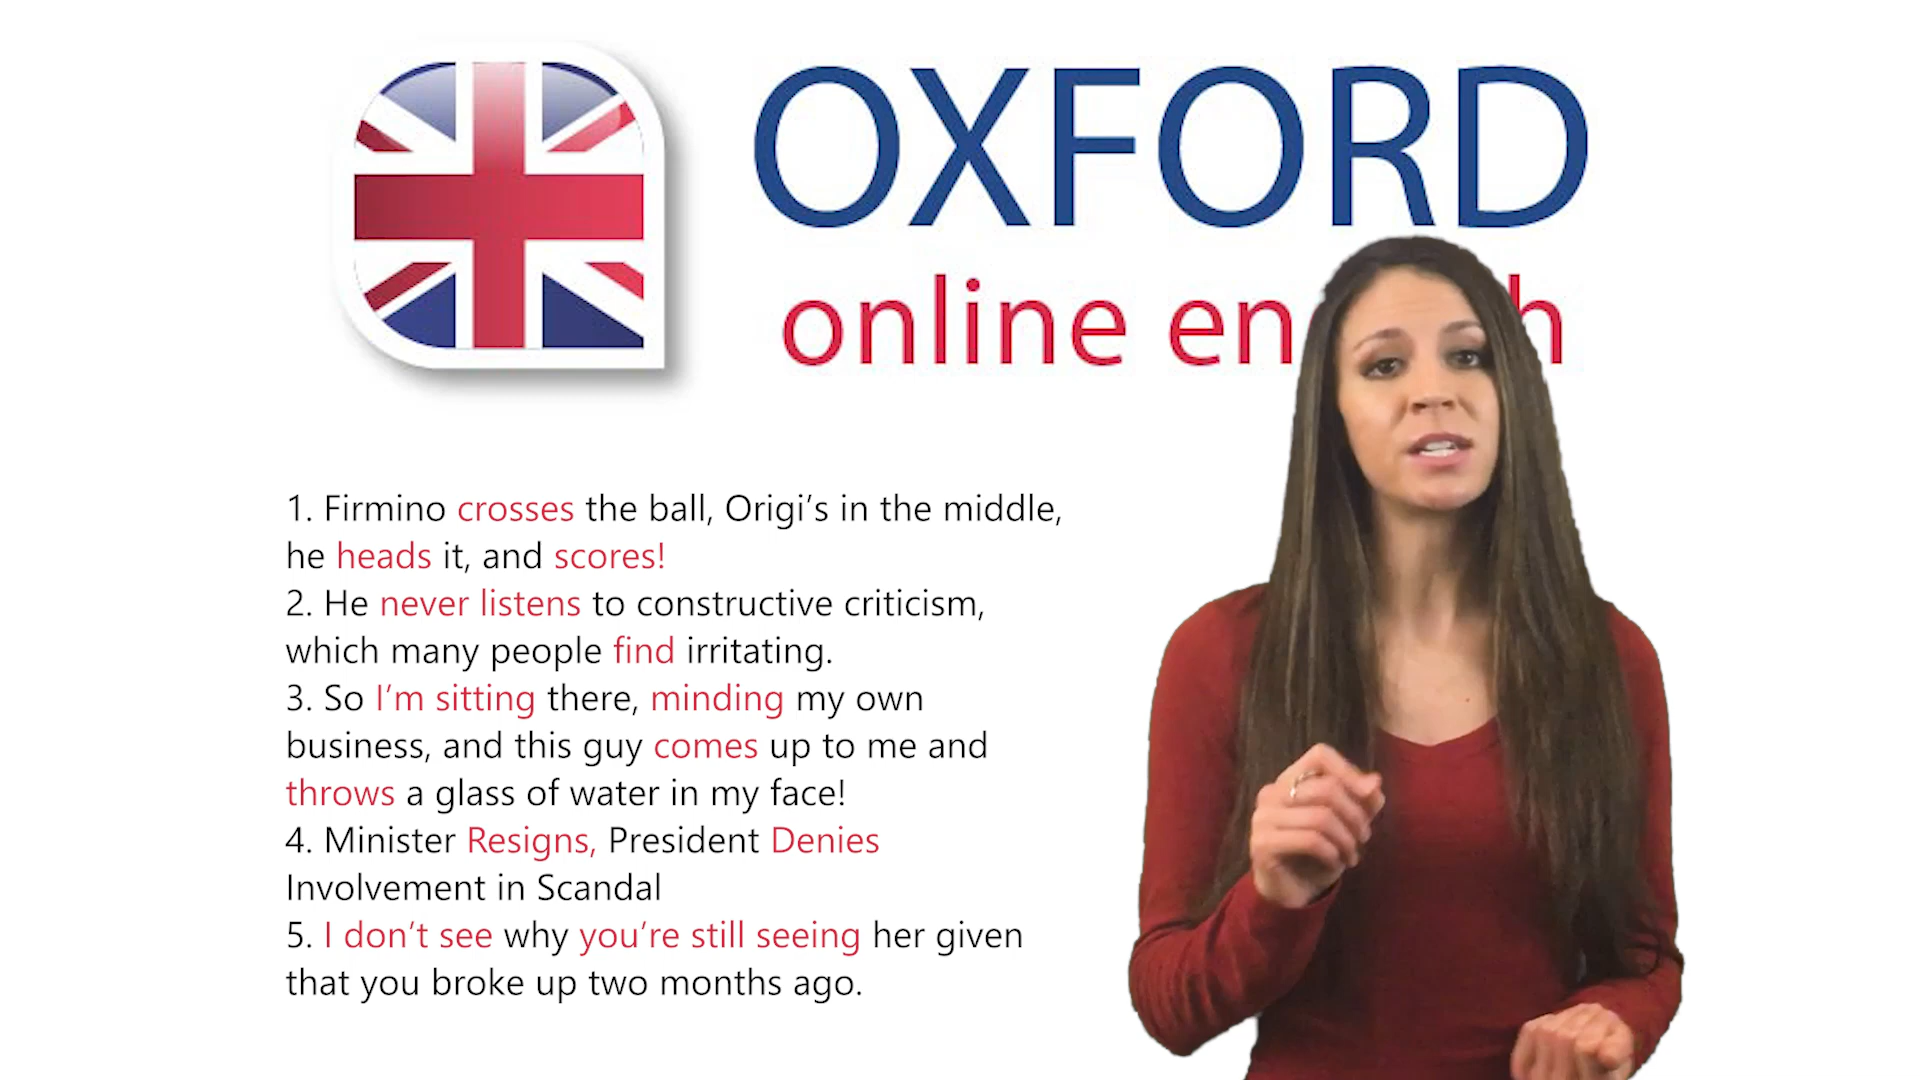 OXFORD
online en h
1. Firmino crosses the ball, Origi’s in the middle,
he heads it, and scores!
2. He never listens to constructive criticism,
which many people find irritating.
3. So I’m sitting there, minding my own
business, and this guy comes up to me and
throws a glass of water in my face!
4. Minister Resigns, President Denies
Involvement in Scandal
5. I don’t see why you’re still seeing her given
that you broke up two months ago.